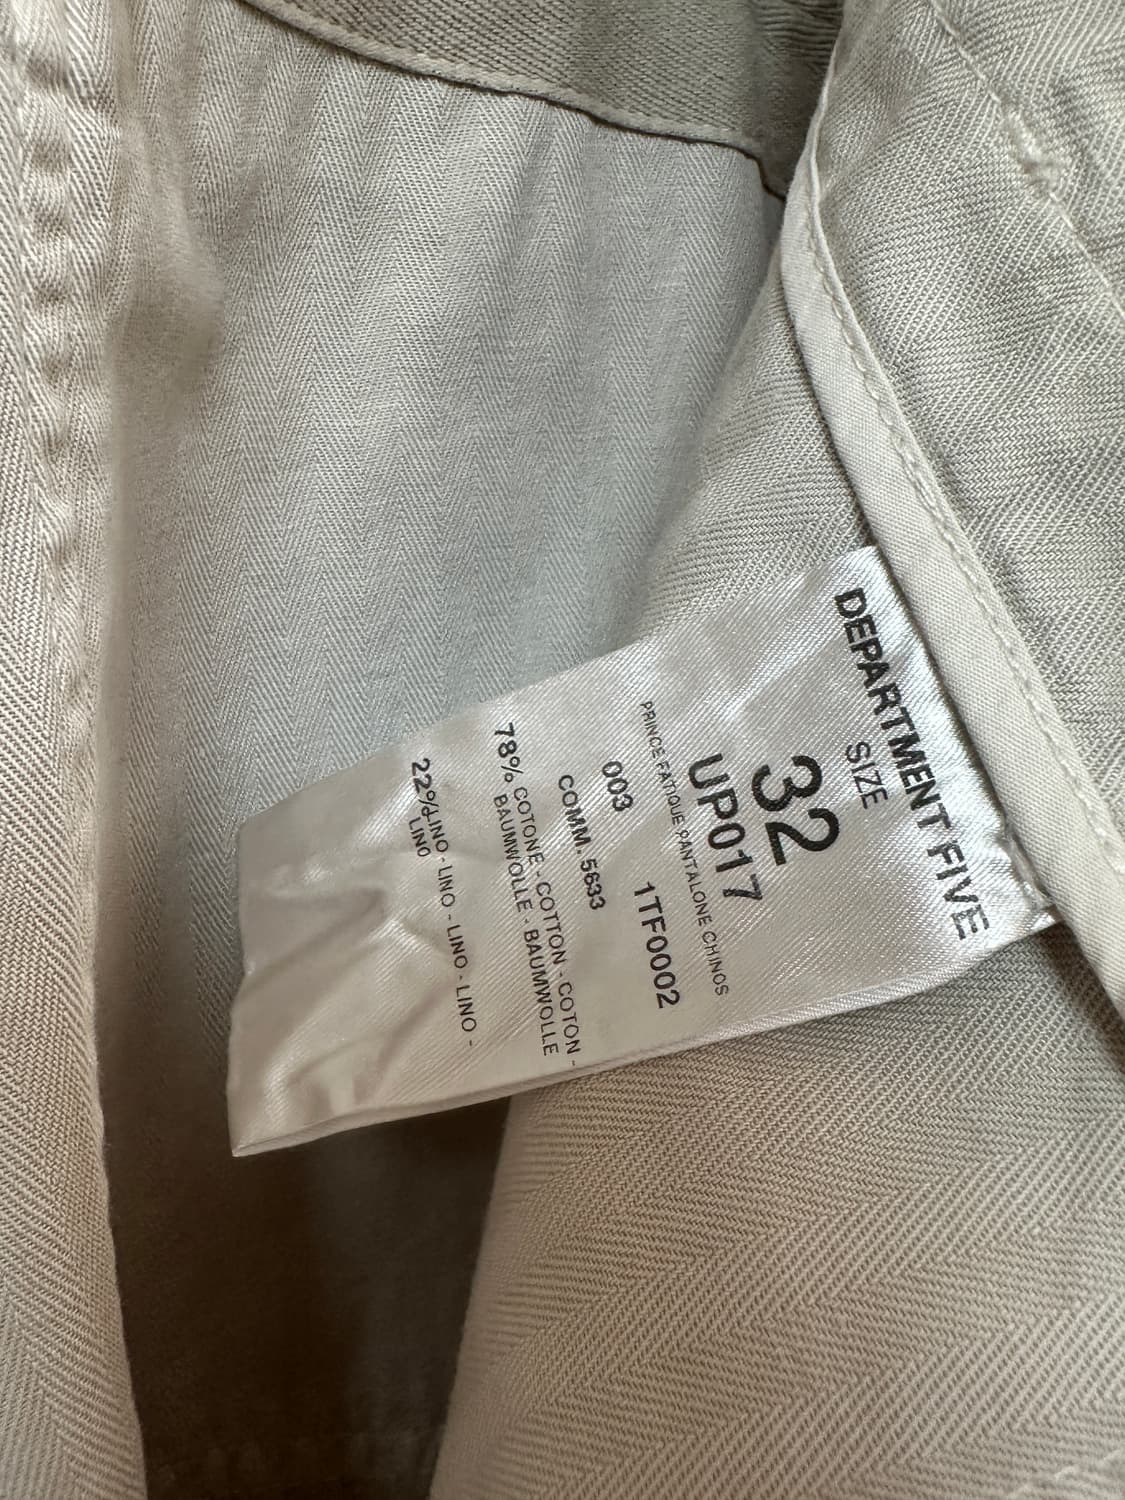 DEPARTMENT FIVE
SIZE
32
UP017
PRINCE FATIQUE PANTALONE CHINOS
003 1TF0002
COMM. 5633
78% COTONE - COTTON - COTON -
BAUMWOLLE - BAUMWOLLE
22% LINO - LINO - LINO - LINO -
LINO